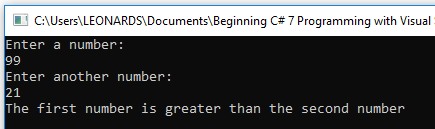 C:\Users\LEONARDS\Documents\Beginning C# 7 Programming with Visual
Enter a number:
99
Enter another number:
21
The first number is greater than the second number